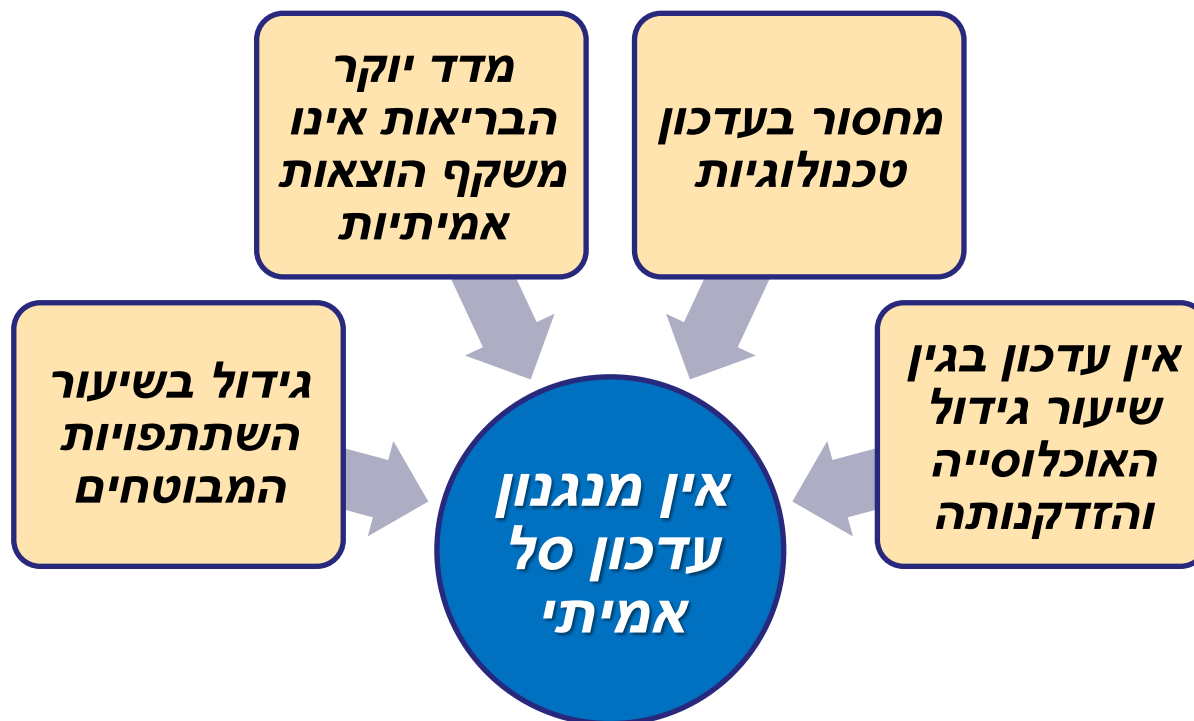 מדד יוקר
הבריאות אינו
משקף הוצאות
אמיתיות
מחסור בעדכון
טכנולוגיות
גידול בשיעור
השתתפויות
המבוטחים
אין עדכון בגין
שיעור גידול
האוכלוסייה
והזדקנותה
אין מנגנון
עדכון סל
אמיתי